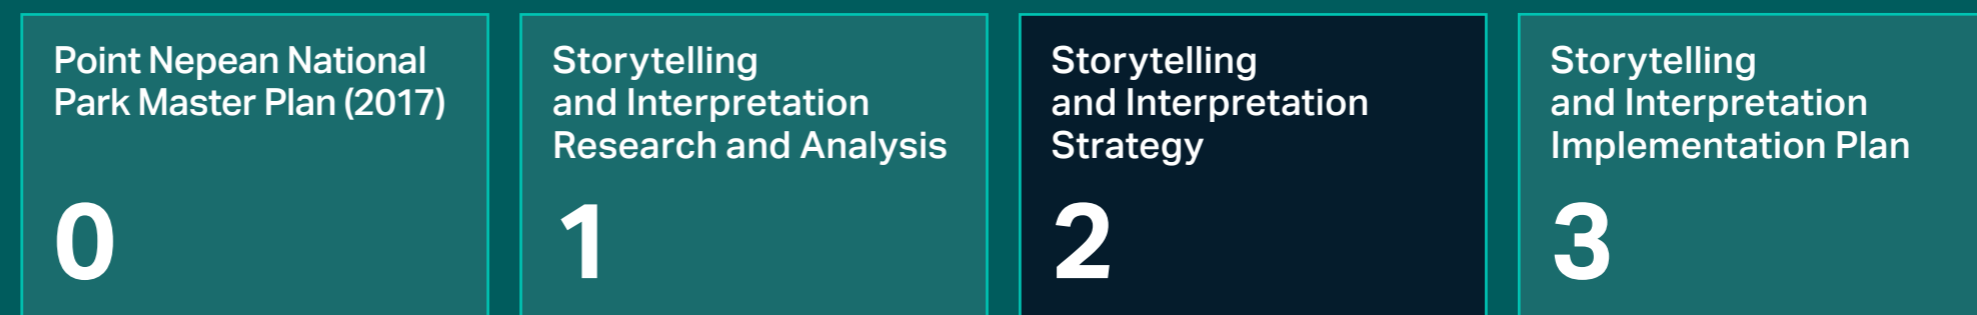 Point Nepean National
Park Master Plan (2017)
0
Storytelling
and Interpretation
Research and Analysis
1
Storytelling
and Interpretation
Strategy
2
Storytelling
and Interpretation
Implementation Plan
3